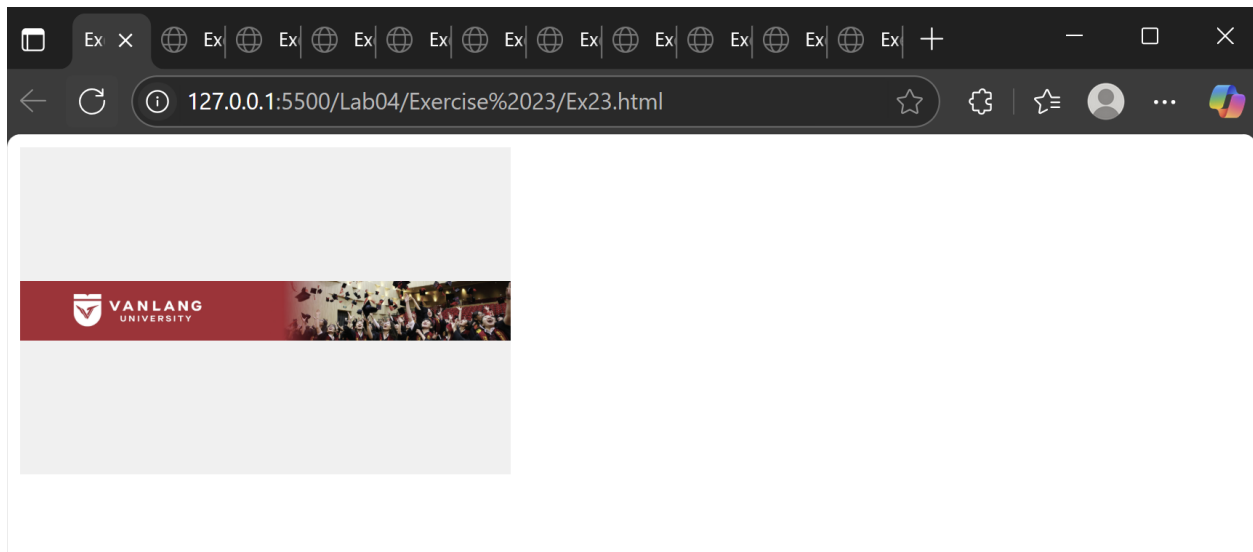 Ex Ex Ex Ex Ex Ex Ex Ex Ex Ex Ex
127.0.0.1:5500/Lab04/Exercise%2023/Ex23.html
VANLANG
UNIVERSITY